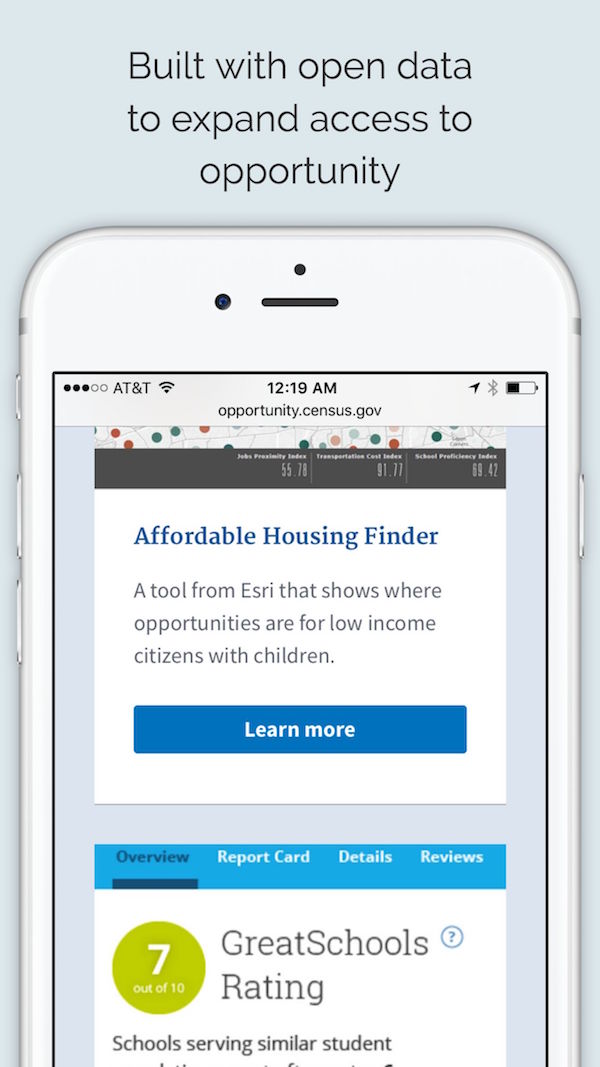 Built with open data
to expand access to
opportunity
AT&T 12:19 AM
opportunity.census.gov
Jobs Proximity Index Transportation Cost Index School Proficiency Index
55.78 91.77 69.42
Affordable Housing Finder
A tool from Esri that shows where
opportunities are for low income
citizens with children.
Learn more
Overview Report Card Details Reviews
7
out of 10
GreatSchools ?
Rating
Schools serving similar student